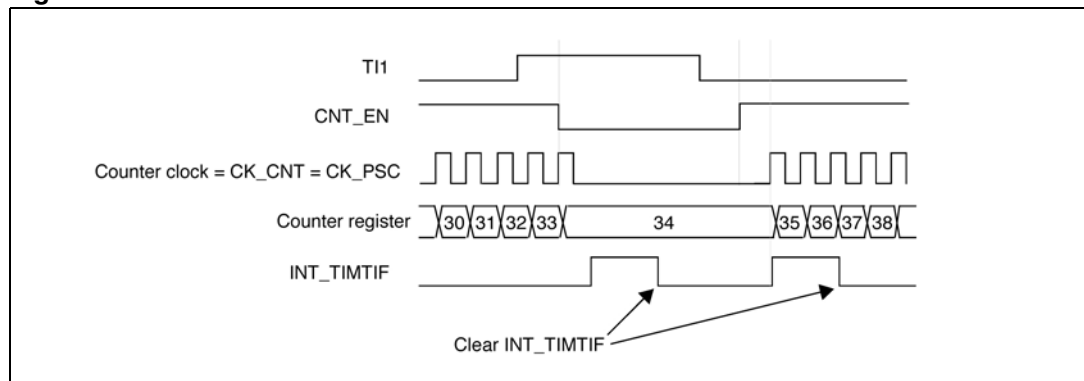 TI1
CNT_EN
Counter clock = CK_CNT = CK_PSC
Counter register 30 31 32 33 34 35 36 37 38
INT_TIMTIF
Clear INT_TIMTIF